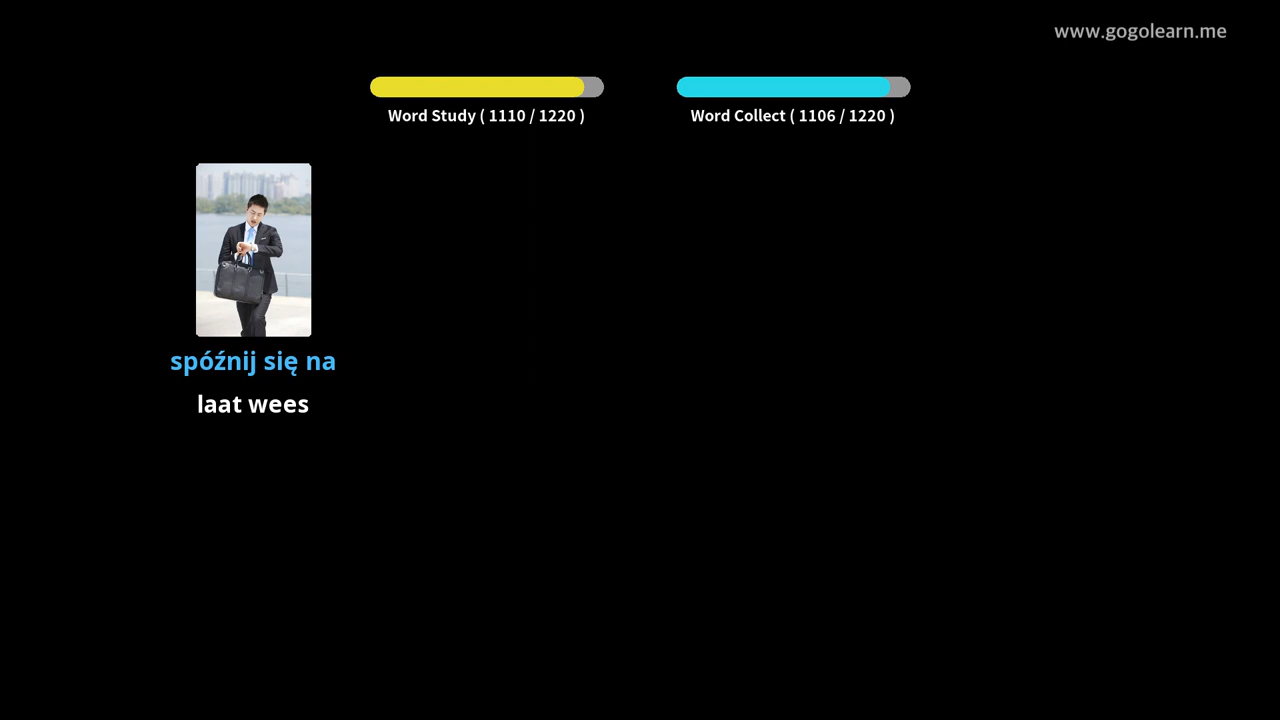 www.gogolearn.me
Word Study ( 1110 / 1220 )
Word Collect ( 1106 / 1220 )
spóźnij się na
laat wees